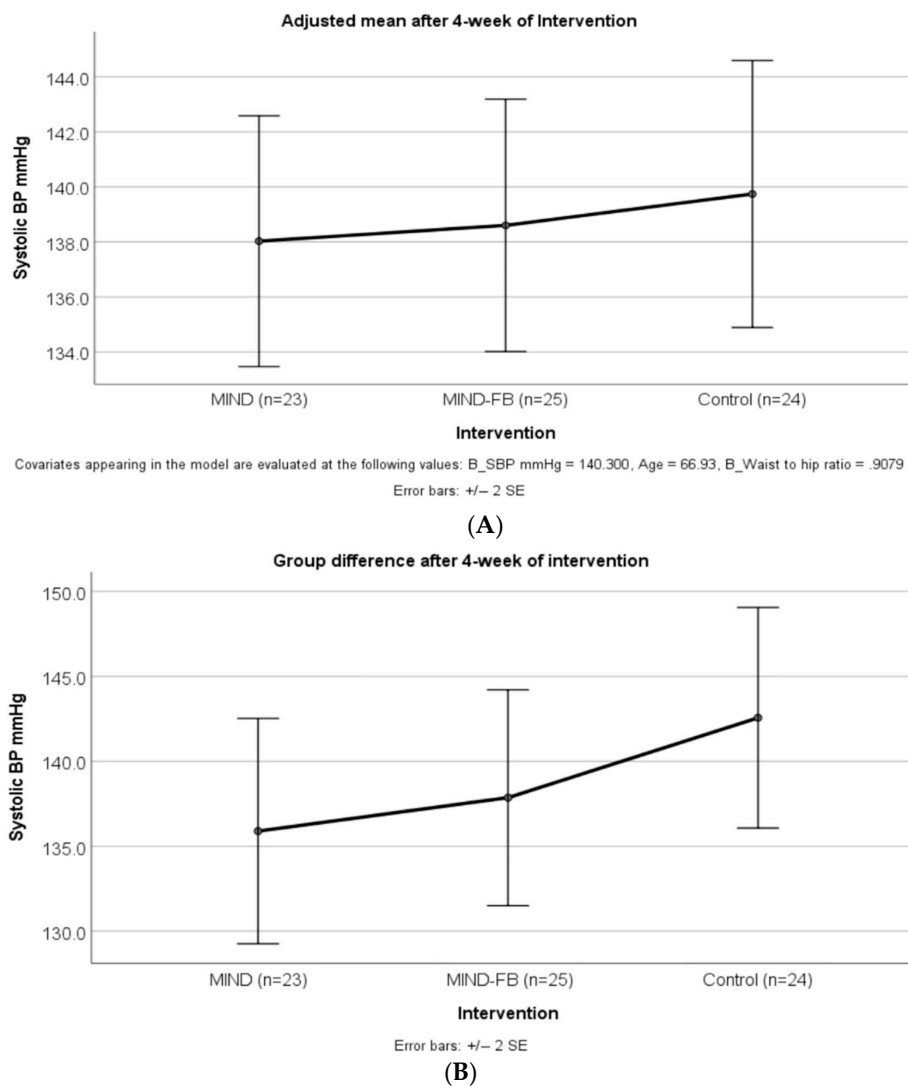 Adjusted mean after 4-week of Intervention
Systolic BP mmHg
144.0
142.0
140.0
138.0
136.0
134.0
MIND (n=23) MIND-FB (n=25) Control (n=24)
Intervention
Covariates appearing in the model are evaluated at the following values: B_SBP mmHg = 140.300, Age = 66.93, B_Waist to hip ratio = .9079
Error bars: +/− 2 SE
(A)
Group difference after 4-week of intervention
Systolic BP mmHg
150.0
145.0
140.0
135.0
130.0
MIND (n=23) MIND-FB (n=25) Control (n=24)
Intervention
Error bars: +/− 2 SE
(B)